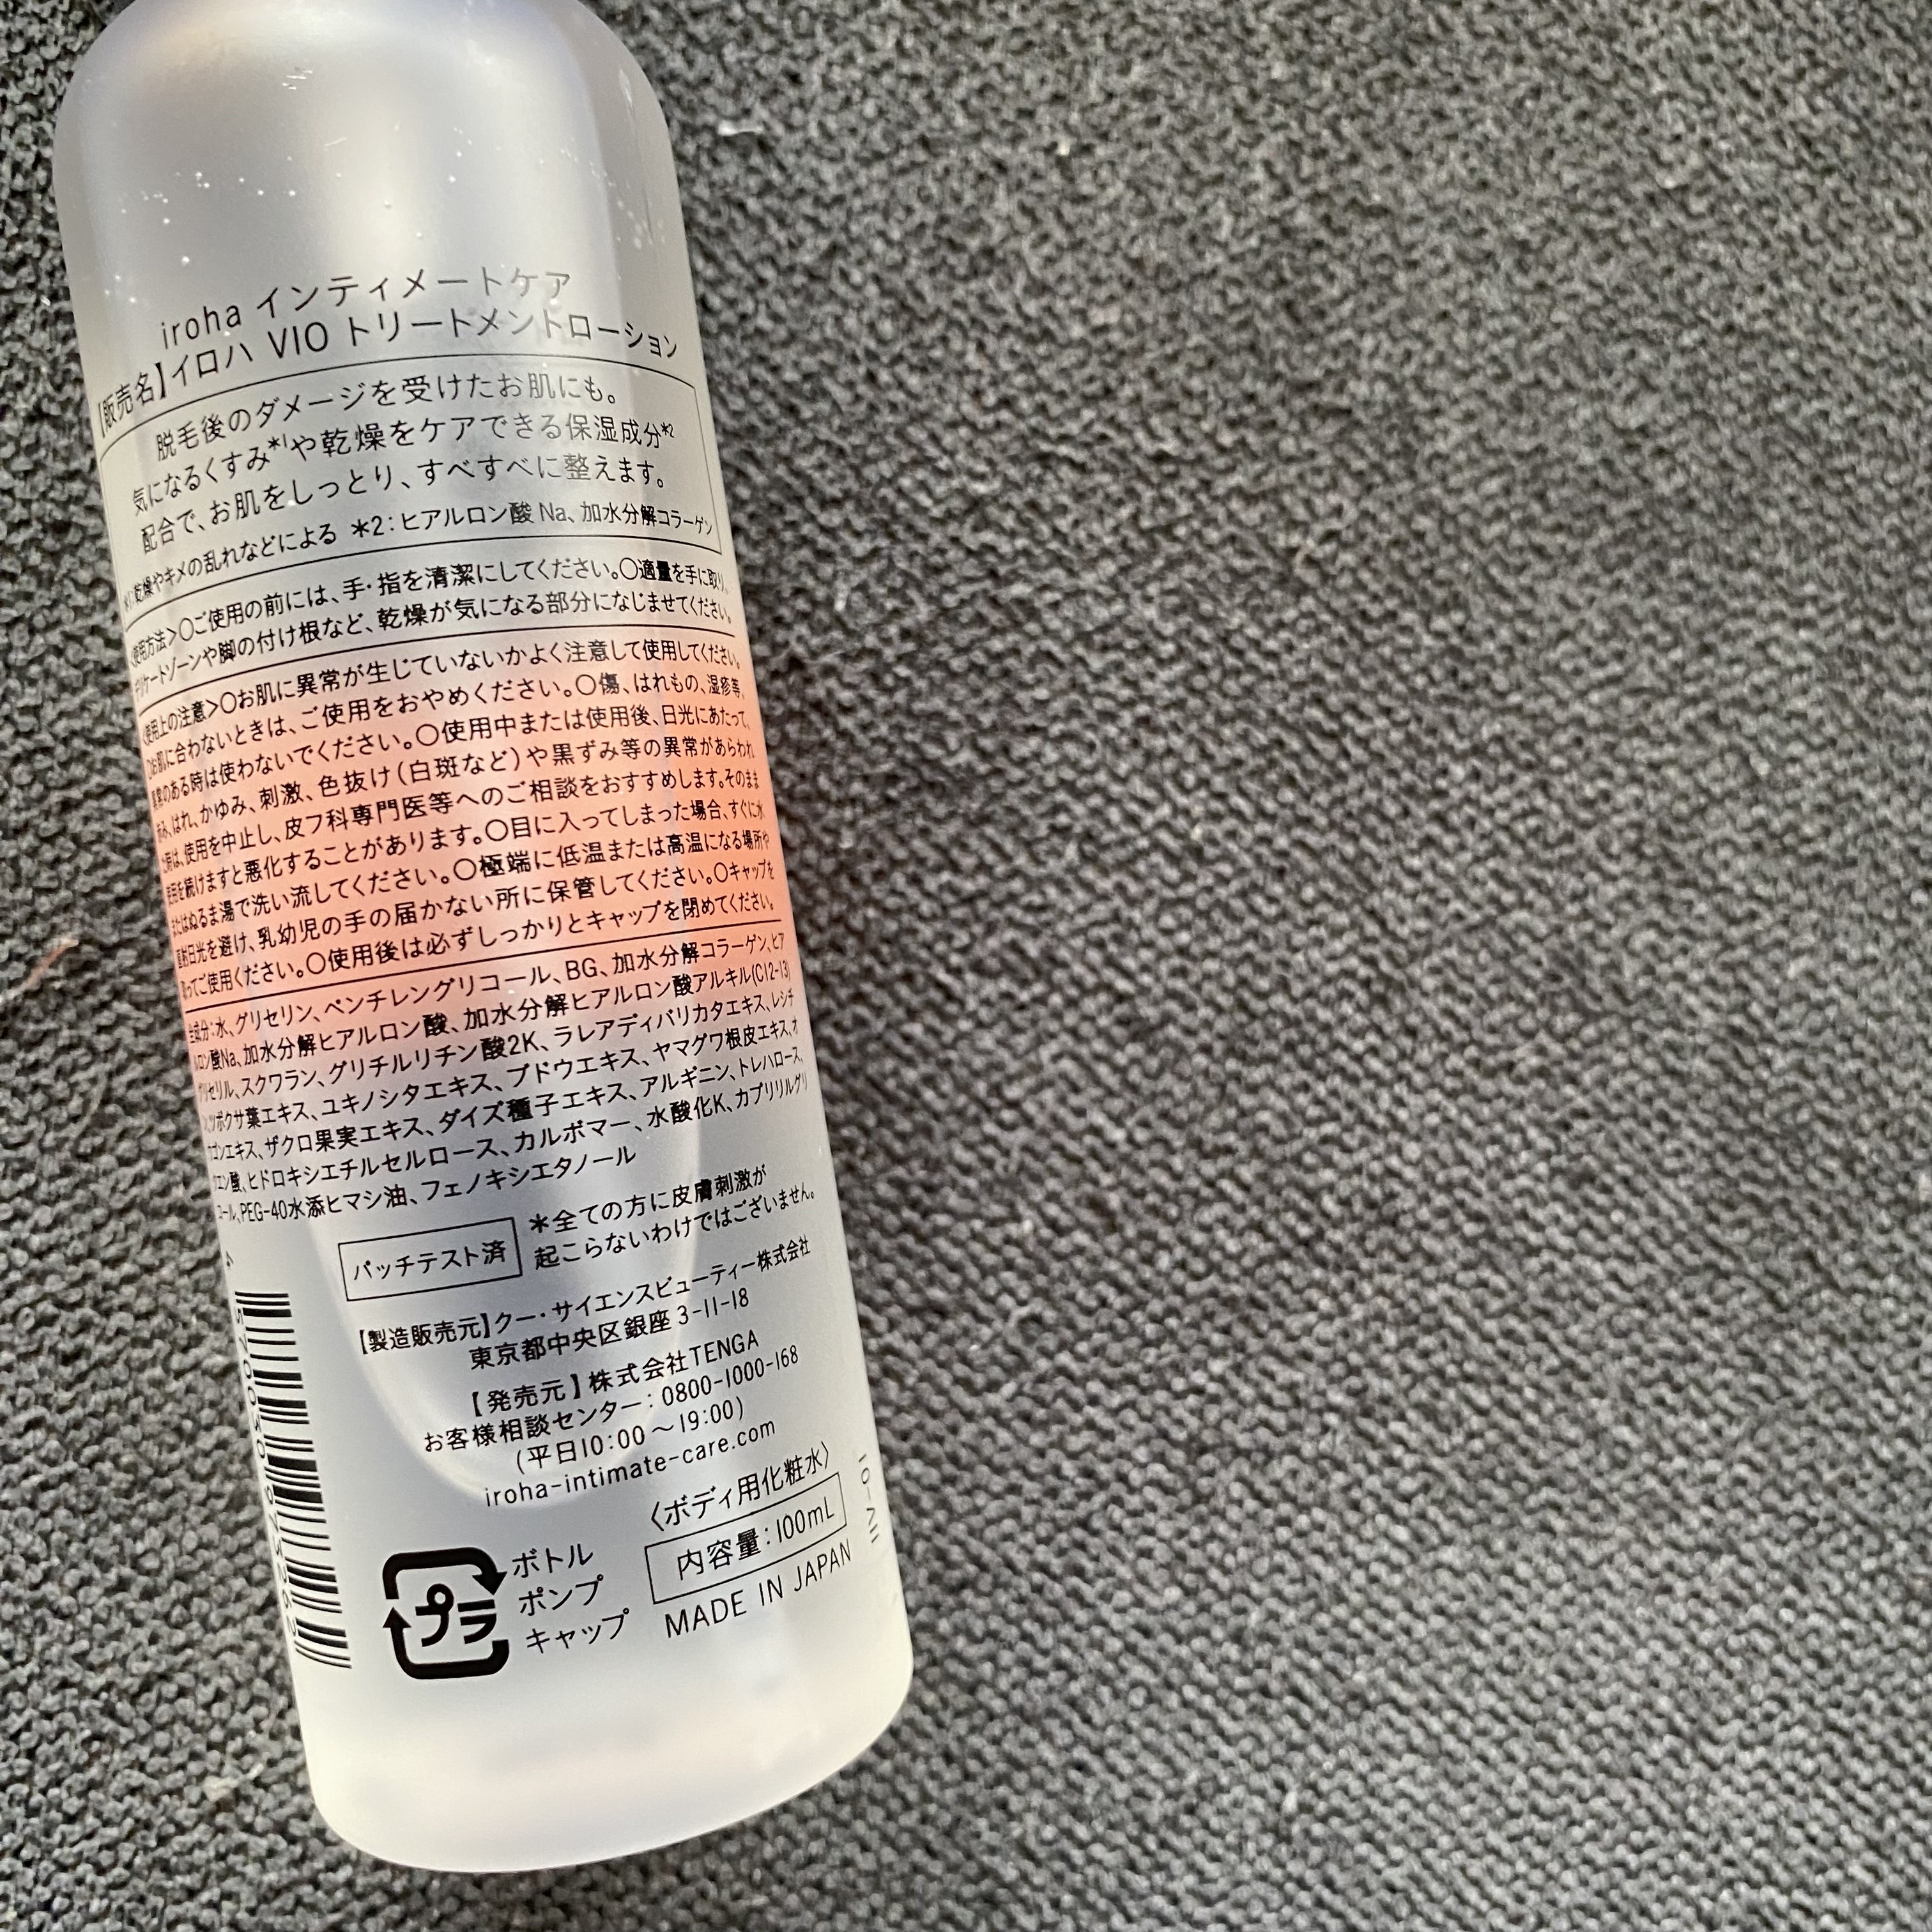 iroha インティメートケア
【販売名】イロハ VIO トリートメントローション
脱毛後のダメージを受けたお肌にも。
気になるくすみ*1や乾燥をケアできる保湿成分*2
配合で、お肌をしっとり、すべすべに整えます。
*1:乾燥やキメの乱れなどによる *2:ヒアルロン酸 Na、加水分解コラーゲン
<使用方法>○ご使用の前には、手・指を清潔にしてください。○適量を手に取り、
デリケートゾーンや脚の付け根など、乾燥が気になる部分になじませてください。
<使用上の注意>○お肌に異常が生じていないかよく注意して使用してください。
○お肌に合わないときは、ご使用をおやめください。○傷、はれもの、湿疹等、
異常のある時は使わないでください。○使用中または使用後、日光にあたって、
赤み、はれ、かゆみ、刺激、色抜け(白斑など)や黒ずみ等の異常があらわれ
は、使用を中止し、皮フ科専門医等へのご相談をおすすめします。そのまま
使用を続けますと悪化することがあります。○目に入ってしまった場合、すぐに水
またはぬるま湯で洗い流してください。○極端に低温または高温になる場所や
直射日光を避け、乳幼児の手の届かない所に保管してください。○キャップを
取ってご使用ください。○使用後は必ずしっかりとキャップを閉めてください。
全成分:水、グリセリン、ペンチレングリコール、BG、加水分解コラーゲン、ヒア
ルロン酸Na、加水分解ヒアルロン酸、加水分解ヒアルロン酸アルキル(C12-13)
グリセリル、スクワラン、グリチルリチン酸2K、ラレアディバリカタエキス、レシチ
ン、ツボクサ葉エキス、ユキノシタエキス、ブドウエキス、ヤマグワ根皮エキス、オ
ウゴンエキス、ザクロ果実エキス、ダイズ種子エキス、アルギニン、トレハロース、
クエン酸、ヒドロキシエチルセルロース、カルボマー、水酸化K、カプリリルグリ
コール、PEG-40水添ヒマシ油、フェノキシエタノール
パッチテスト済
*全ての方に皮膚刺激が
起こらないわけではございません。
【製造販売元】クー・サイエンスビューティー株式会社
東京都中央区銀座 3-11-18
【発売元】株式会社TENGA
お客様相談センター:0800-1000-168
(平日10:00～19:00)
iroha-intimate-care.com
〈ボディ用化粧水〉
内容量:100mL
MADE IN JAPAN
プラ
ボトル
ポンプ
キャップ